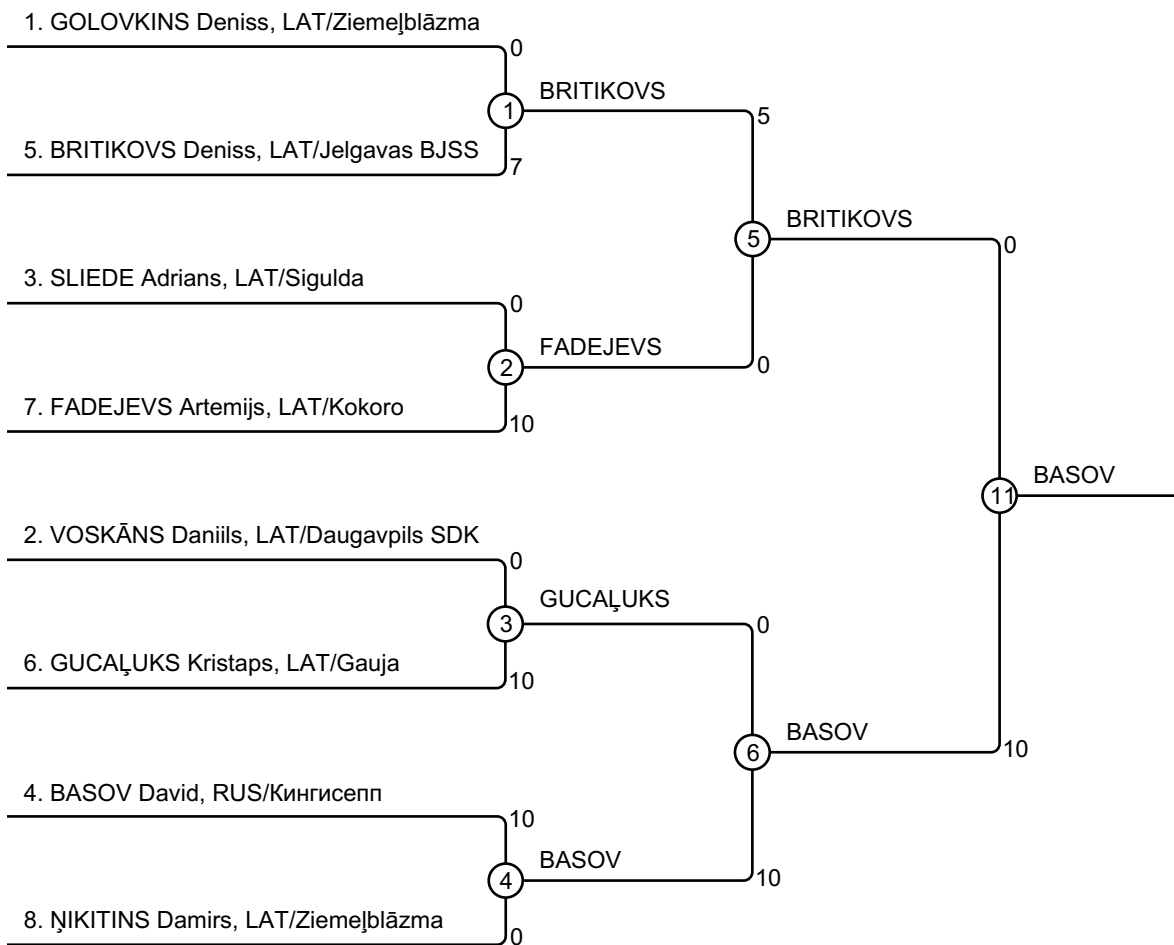 1. GOLOVKINS Deniss, LAT/Ziemeļblāzma
0
1
BRITIKOVS
5
5. BRITIKOVS Deniss, LAT/Jelgavas BJSS
7
5
BRITIKOVS
0
3. SLIEDE Adrians, LAT/Sigulda
0
2
FADEJEVS
0
7. FADEJEVS Artemijs, LAT/Kokoro
10
11
BASOV
2. VOSKĀNS Daniils, LAT/Daugavpils SDK
0
3
GUCAĻUKS
0
6. GUCAĻUKS Kristaps, LAT/Gauja
10
6
BASOV
10
4. BASOV David, RUS/Кингисепп
10
4
BASOV
10
8. ŅIKITINS Damirs, LAT/Ziemeļblāzma
0